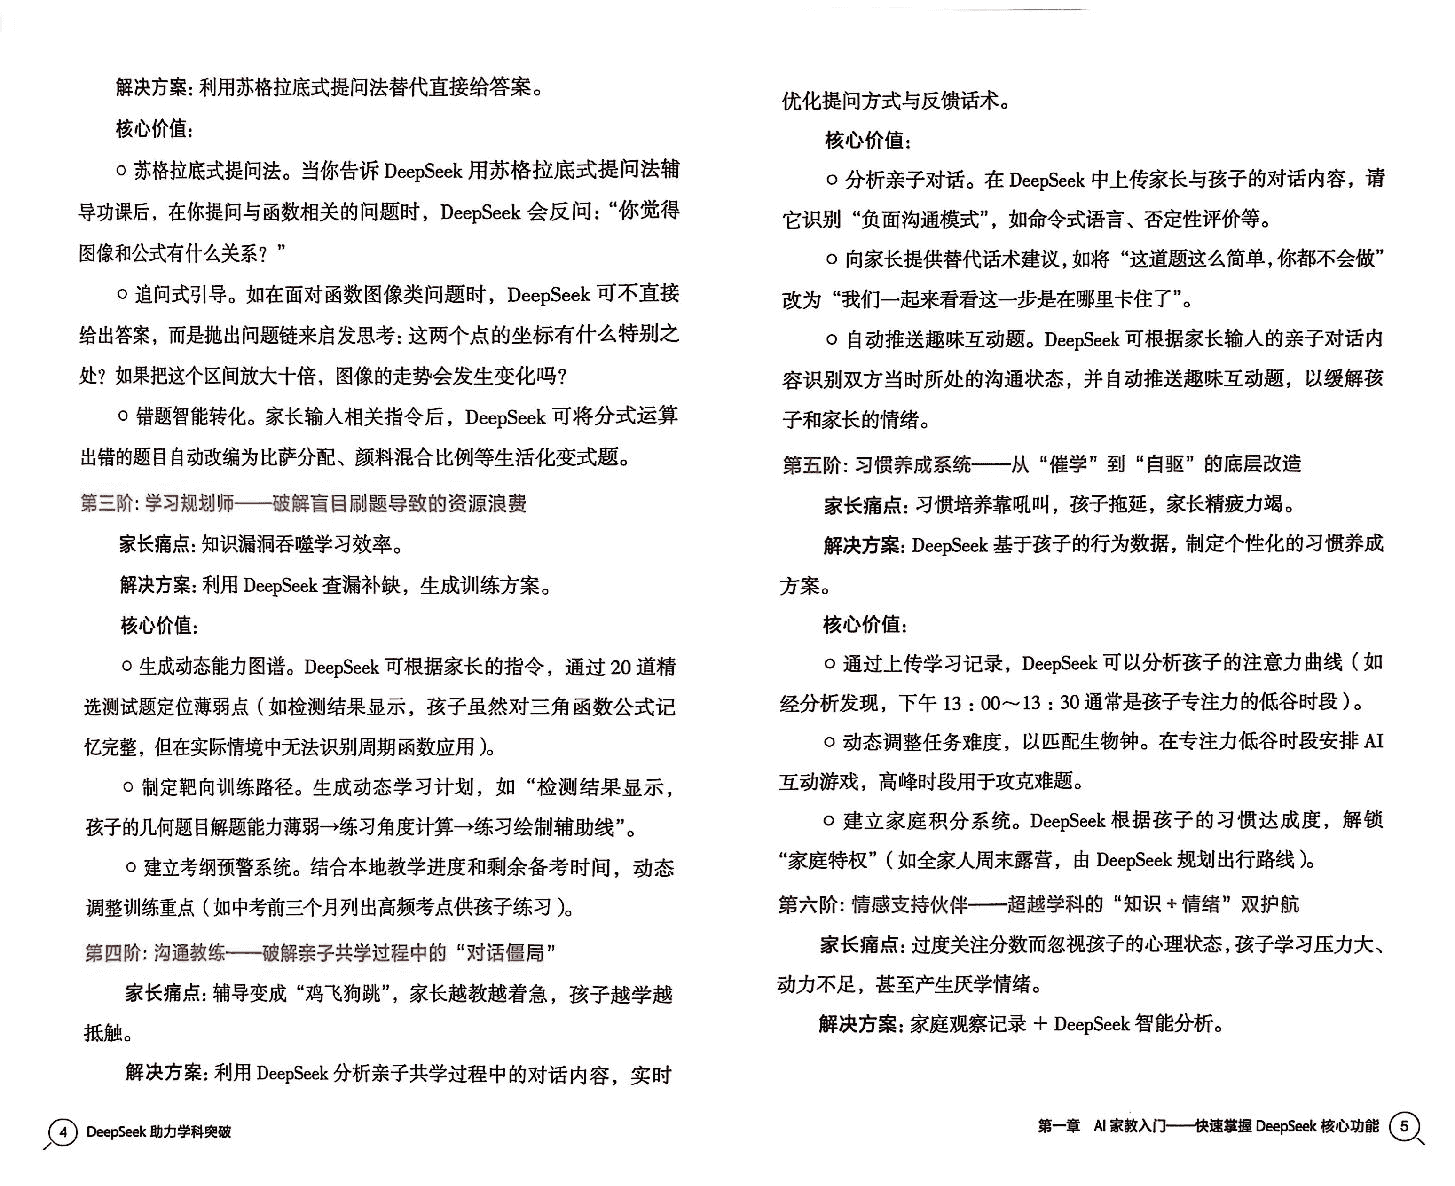 解决方案：利用苏格拉底式提问法替代直接给答案。
核心价值：
○ 苏格拉底式提问法。当你告诉 DeepSeek 用苏格拉底式提问法辅
导功课后，在你提问与函数相关的问题时，DeepSeek 会反问：“你觉得
图像和公式有什么关系？”
○ 追问式引导。如在面对函数图像类问题时，DeepSeek 可不直接
给出答案，而是抛出问题链来启发思考：这两个点的坐标有什么特别之
处？如果把这个区间放大十倍，图像的走势会发生变化吗？
○ 错题智能转化。家长输入相关指令后，DeepSeek 可将分式运算
出错的题目自动改编为比萨分配、颜料混合比例等生活化变式题。
第三阶：学习规划师——破解盲目刷题导致的资源浪费
家长痛点：知识漏洞吞噬学习效率。
解决方案：利用 DeepSeek 查漏补缺，生成训练方案。
核心价值：
○ 生成动态能力图谱。DeepSeek 可根据家长的指令，通过 20 道精
选测试题定位薄弱点（如检测结果显示，孩子虽然对三角函数公式记
忆完整，但在实际情境中无法识别周期函数应用）。
○ 制定靶向训练路径。生成动态学习计划，如“检测结果显示，
孩子的几何题目解题能力薄弱→练习角度计算→练习绘制辅助线”。
○ 建立考纲预警系统。结合本地教学进度和剩余备考时间，动态
调整训练重点（如中考前三个月列出高频考点供孩子练习）。
第四阶：沟通教练——破解亲子共学过程中的“对话僵局”
家长痛点：辅导变成“鸡飞狗跳”，家长越教越着急，孩子越学越
抵触。
解决方案：利用 DeepSeek 分析亲子共学过程中的对话内容，实时
4 DeepSeek 助力学科突破
优化提问方式与反馈话术。
核心价值：
○ 分析亲子对话。在 DeepSeek 中上传家长与孩子的对话内容，请
它识别“负面沟通模式”，如命令式语言、否定性评价等。
○ 向家长提供替代话术建议，如将“这道题这么简单，你都不会做”
改为“我们一起来看看这一步是在哪里卡住了”。
○ 自动推送趣味互动题。DeepSeek 可根据家长输入的亲子对话内
容识别双方当时所处的沟通状态，并自动推送趣味互动题，以缓解孩
子和家长的情绪。
第五阶：习惯养成系统——从“催学”到“自驱”的底层改造
家长痛点：习惯培养靠吼叫，孩子拖延，家长精疲力竭。
解决方案：DeepSeek 基于孩子的行为数据，制定个性化的习惯养成
方案。
核心价值：
○ 通过上传学习记录，DeepSeek 可以分析孩子的注意力曲线（如
经分析发现，下午 13：00～13：30 通常是孩子专注力的低谷时段）。
○ 动态调整任务难度，以匹配生物钟。在专注力低谷时段安排 AI
互动游戏，高峰时段用于攻克难题。
○ 建立家庭积分系统。DeepSeek 根据孩子的习惯达成度，解锁
“家庭特权”（如全家人周末露营，由 DeepSeek 规划出行路线）。
第六阶：情感支持伙伴——超越学科的“知识 + 情绪”双护航
家长痛点：过度关注分数而忽视孩子的心理状态，孩子学习压力大、
动力不足，甚至产生厌学情绪。
解决方案：家庭观察记录 + DeepSeek 智能分析。
第一章 AI 家教入门——快速掌握 DeepSeek 核心功能 5